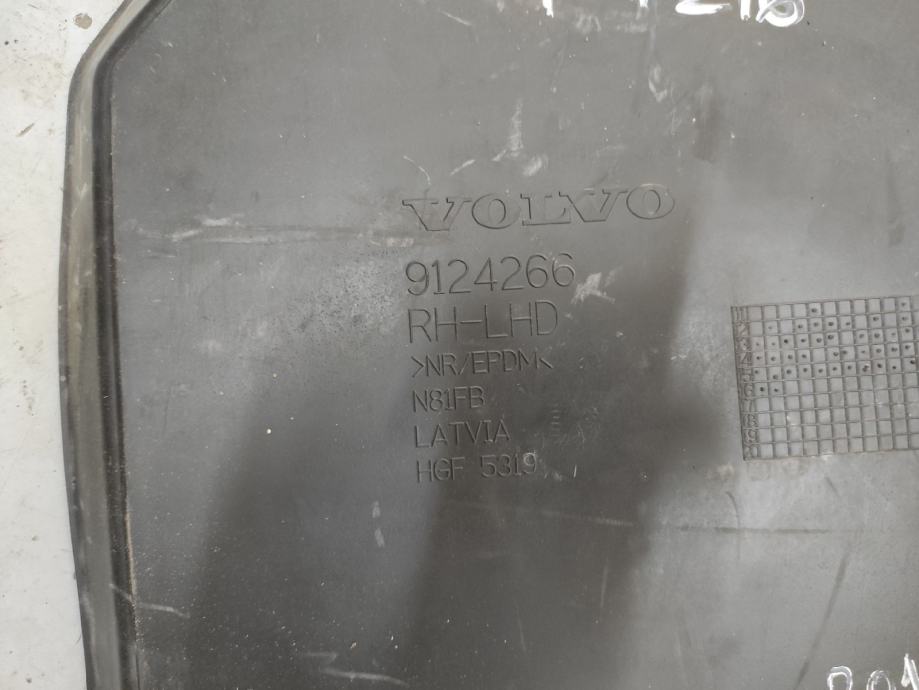 VOLVO
9124266
RH-LHD
>NR/EPDM<
N81FB
LATVIA
HGF 5319